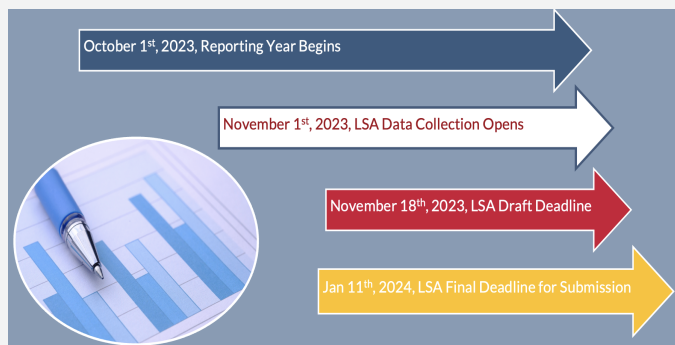 October 1st, 2023, Reporting Year Begins
November 1st, 2023, LSA Data Collection Opens
November 18th, 2023, LSA Draft Deadline
Jan 11th, 2024, LSA Final Deadline for Submission